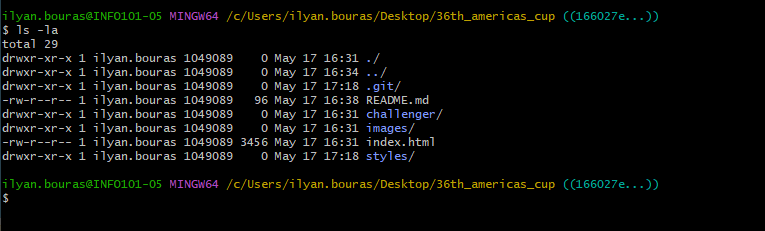 ilyan.bouras@INFO101-05 MINGW64 /c/Users/ilyan.bouras/Desktop/36th_americas_cup ((166027e...))
$ ls -la
total 29
drwxr-xr-x 1 ilyan.bouras 1049089    0 May 17 16:31 ./
drwxr-xr-x 1 ilyan.bouras 1049089    0 May 17 16:34 ../
drwxr-xr-x 1 ilyan.bouras 1049089    0 May 17 17:18 .git/
-rw-r--r-- 1 ilyan.bouras 1049089   96 May 17 16:38 README.md
drwxr-xr-x 1 ilyan.bouras 1049089    0 May 17 16:31 challenger/
drwxr-xr-x 1 ilyan.bouras 1049089    0 May 17 16:31 images/
-rw-r--r-- 1 ilyan.bouras 1049089 3456 May 17 16:31 index.html
drwxr-xr-x 1 ilyan.bouras 1049089    0 May 17 17:18 styles/
ilyan.bouras@INFO101-05 MINGW64 /c/Users/ilyan.bouras/Desktop/36th_americas_cup ((166027e...))
$